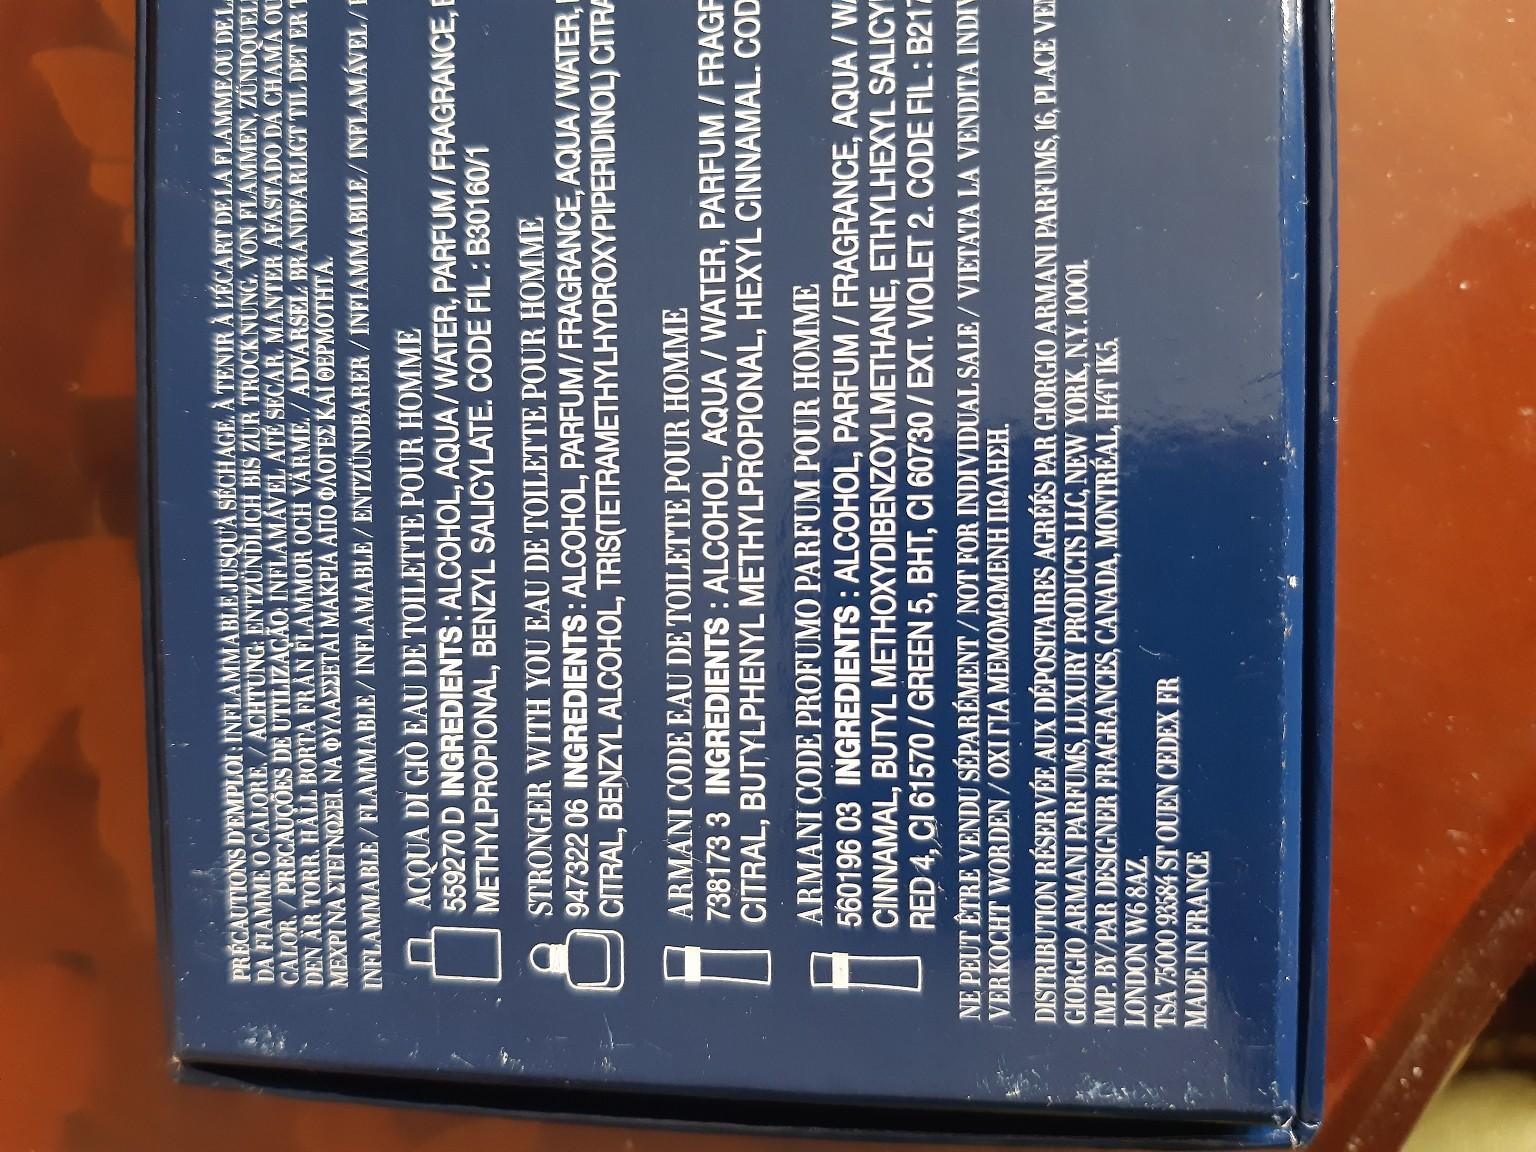 PRÉCAUTIONS D'EMPLOI: INFLAMMABLE JUSQU'À SÉCHAGE. À TENIR À L'ÉCART DE LA FLAMME OU DE
DA FIAMME O CALORE. / ACHTUNG: ENTZÜNDLICH BIS ZUR TROCKNUNG. VON FLAMMEN, ZÜNDQUELL
CALOR / PRECAUÇÕES DE UTILIZAÇÃO: INFLAMÁVEL ATÉ SECAR. MANTER AFASTADO DA CHAMA OU
DEN ÄR TORR. HÅLL BORTA FRÅN FLAMMOR OCH VÄRME. / ADVARSEL BRANDFARLIGT TIL DET ER T
ΜΕΧΡΙ ΝΑ ΣΤΕΓΝΩΣΕΙ. ΝΑ ΦΥΛΑΣΣΕΤΑΙ ΜΑΚΡΙΑ ΑΠΟ ΦΛΟΓΕΣ ΚΑΙ ΘΕΡΜΟΤΗΤΑ.
INFLAMMABLE / FLAMMABLE / INFLAMABLE / ENTZÜNDBARER / INFLAMMABILE / INFLAMÁVEL /
ACQUA DI GIÒ EAU DE TOILETTE POUR HOMME
559270 D INGREDIENTS : ALCOHOL, AQUA / WATER, PARFUM / FRAGRANCE,
METHYLPROPIONAL, BENZYL SALICYLATE. CODE FIL : B30160/1
STRONGER WITH YOU EAU DE TOILETTE POUR HOMME
947322 06 INGREDIENTS : ALCOHOL, PARFUM / FRAGRANCE, AQUA / WATER,
CITRAL, BENZYL ALCOHOL, TRIS(TETRAMETHYLHYDROXYPIPERIDINOL) CITRA
ARMANI CODE EAU DE TOILETTE POUR HOMME
738173 3 INGREDIENTS : ALCOHOL, AQUA / WATER, PARFUM / FRAGR
CITRAL, BUTYLPHENYL METHYLPROPIONAL, HEXYL CINNAMAL. COD
ARMANI CODE PROFUMO PARFUM POUR HOMME
560196 03 INGREDIENTS : ALCOHOL, PARFUM / FRAGRANCE, AQUA / WA
CINNAMAL, BUTYL METHOXYDIBENZOYLMETHANE, ETHYLHEXYL SALICY
RED 4, CI 61570 / GREEN 5, BHT, CI 60730 / EXT. VIOLET 2. CODE FIL : B217
NE PEUT ÊTRE VENDU SÉPARÉMENT / NOT FOR INDIVIDUAL SALE / VIETATA LA VENDITA INDIV
VERKOCHT WORDEN / ΟΧΙ ΓΙΑ ΜΕΜΟΝΩΜΕΝΗ ΠΩΛΗΣΗ.
DISTRIBUTION RÉSERVÉE AUX DÉPOSITAIRES AGRÉÉS PAR GIORGIO ARMANI PARFUMS, 16, PLACE VE
GIORGIO ARMANI PARFUMS, LUXURY PRODUCTS LLC, NEW YORK, N.Y. 10001.
IMP. BY/PAR DESIGNER FRAGRANCES, CANADA, MONTRÉAL, H4T 1K5.
LONDON W6 8AZ
TSA 75000 93584 ST OUEN CEDEX FR
MADE IN FRANCE